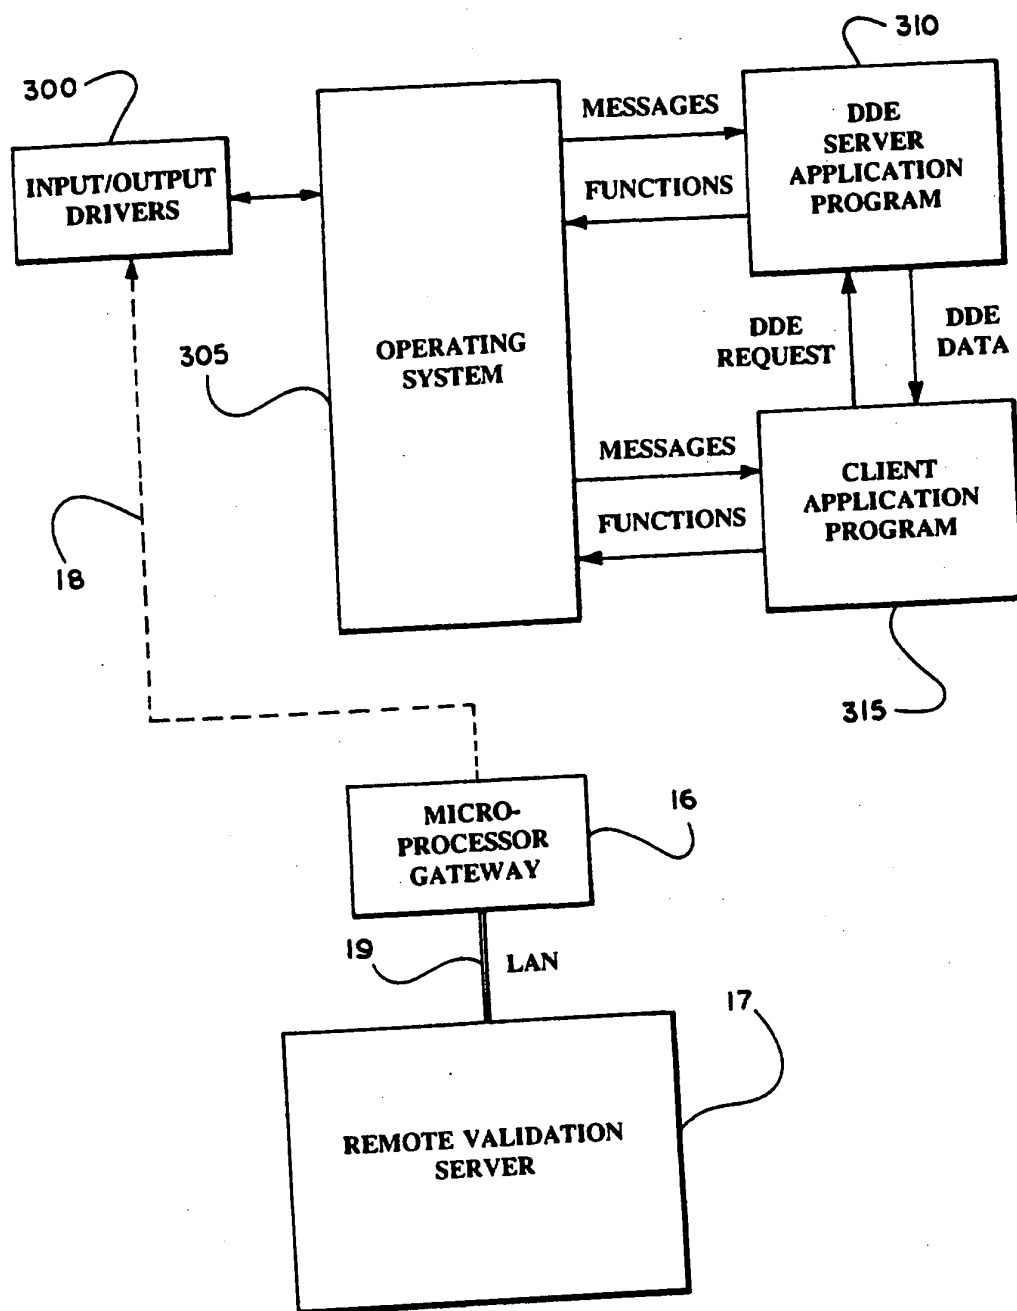 310
300
INPUT/OUTPUT
DRIVERS
MESSAGES
FUNCTIONS
DDE
SERVER
APPLICATION
PROGRAM
305
OPERATING
SYSTEM
DDE
REQUEST
DDE
DATA
MESSAGES
FUNCTIONS
CLIENT
APPLICATION
PROGRAM
18
315
MICRO-
PROCESSOR
GATEWAY
16
19
LAN
17
REMOTE VALIDATION
SERVER